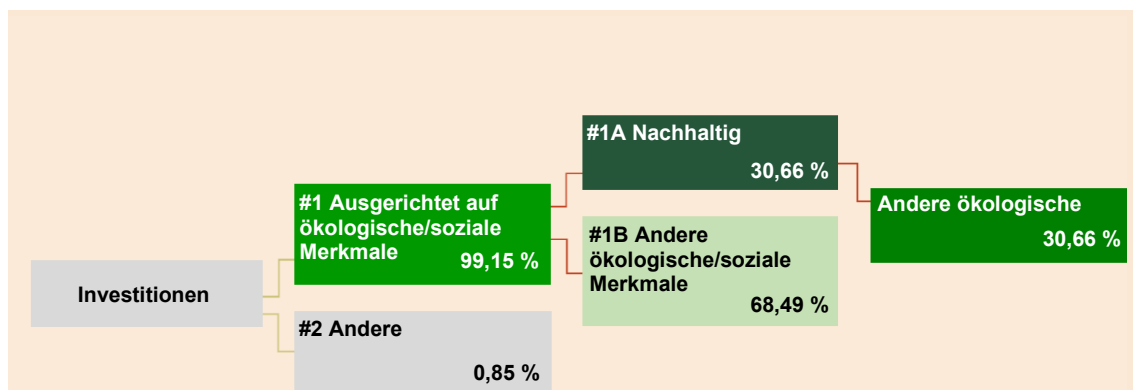 Investitionen
#1 Ausgerichtet auf
ökologische/soziale
Merkmale 99,15 %
#2 Andere
0,85 %
#1A Nachhaltig
30,66 %
#1B Andere
ökologische/soziale
Merkmale
68,49 %
Andere ökologische
30,66 %